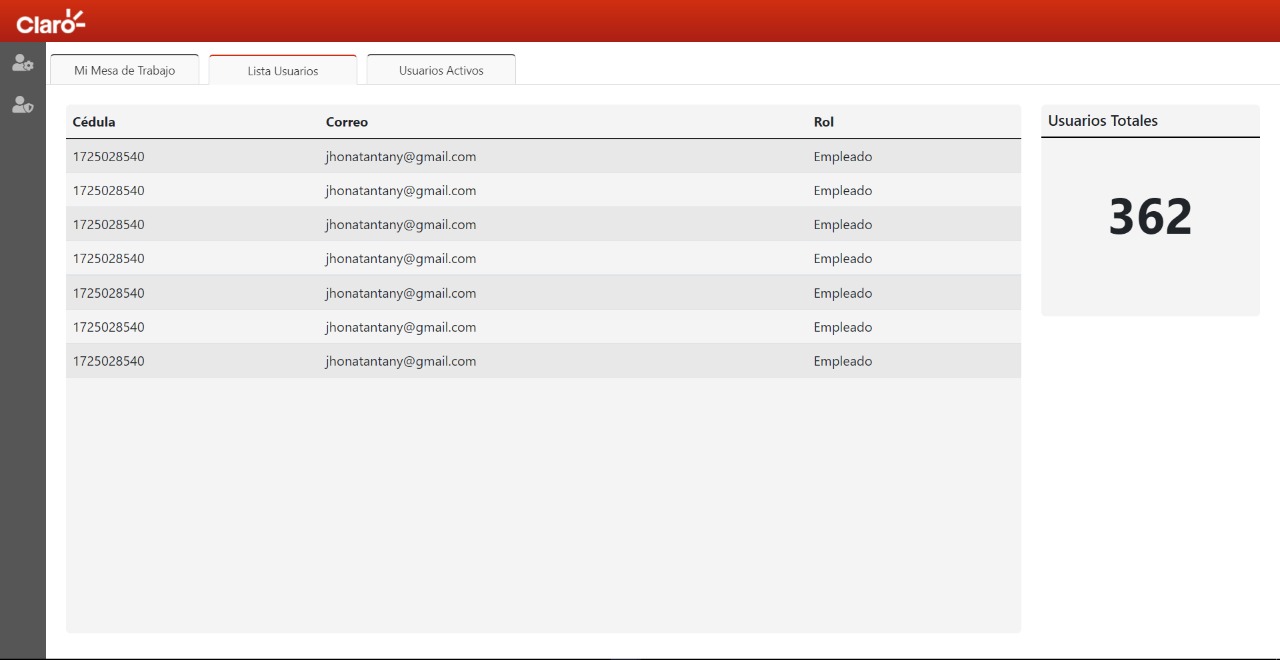 Claro
Mi Mesa de Trabajo Lista Usuarios Usuarios Activos
Cédula Correo Rol
1725028540 jhonatantany@gmail.com Empleado
1725028540 jhonatantany@gmail.com Empleado
1725028540 jhonatantany@gmail.com Empleado
1725028540 jhonatantany@gmail.com Empleado
1725028540 jhonatantany@gmail.com Empleado
1725028540 jhonatantany@gmail.com Empleado
1725028540 jhonatantany@gmail.com Empleado
Usuarios Totales
362